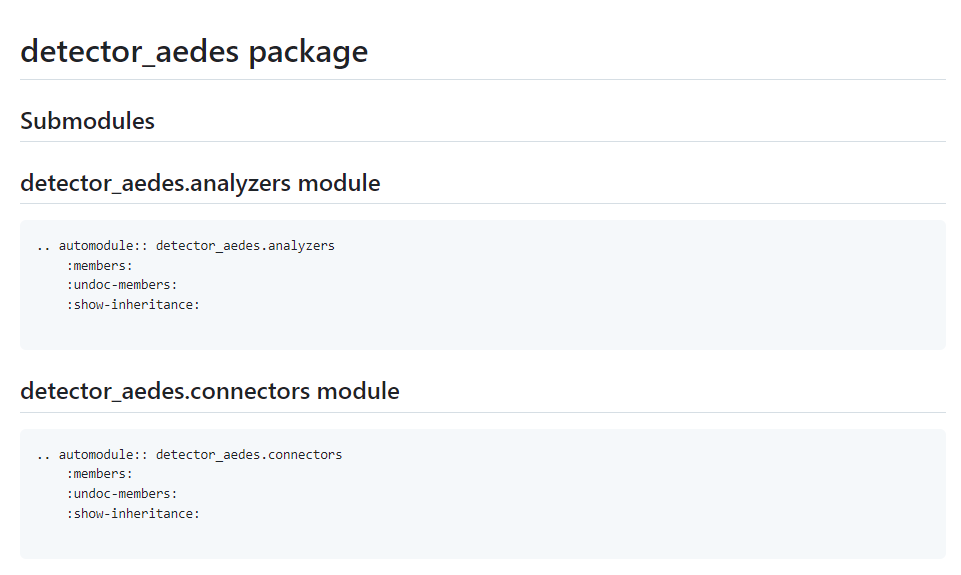 detector_aedes package
Submodules
detector_aedes.analyzers module
.. automodule:: detector_aedes.analyzers
    :members:
    :undoc-members:
    :show-inheritance:
detector_aedes.connectors module
.. automodule:: detector_aedes.connectors
    :members:
    :undoc-members:
    :show-inheritance: